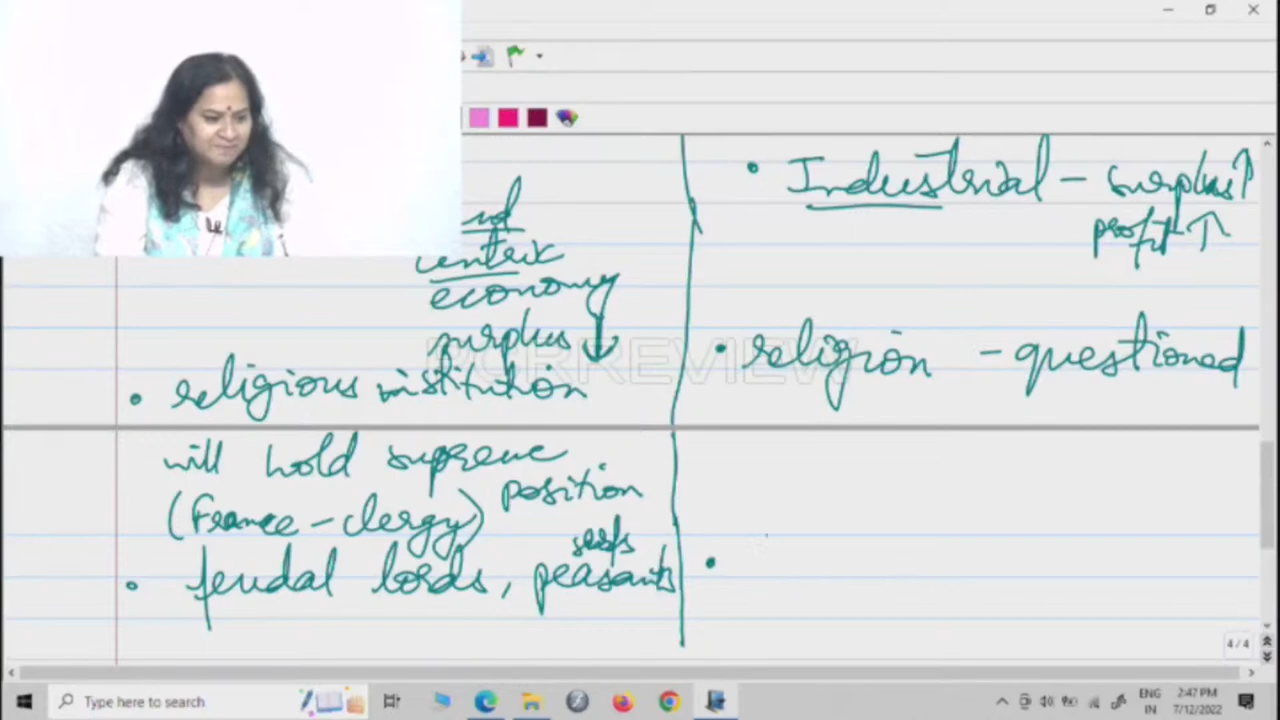 Industrial - surplus ↑
profit ↑
centric
economy
surplus ↓
• religious institution
• religion - questioned
PCRREVIEW
will hold supreme
position
(France - clergy)
serfs
• feudal lords, peasants
•
4 / 4
Type here to search
ENG
IN
2:47 PM
7/12/2022